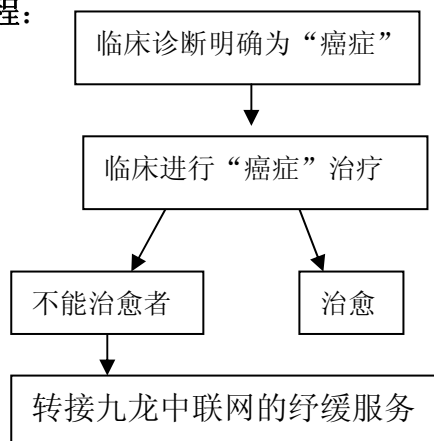 程：
临床诊断明确为“癌症”
临床进行“癌症”治疗
不能治愈者
治愈
转接九龙中联网的纾缓服务